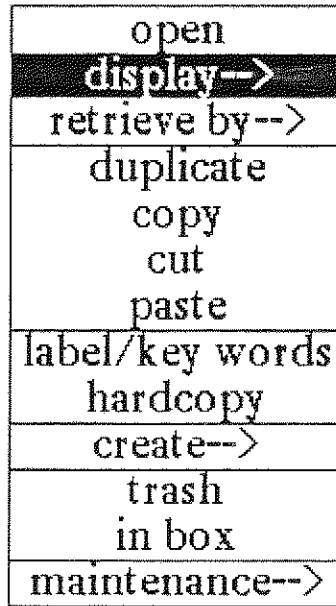 open
display-->
retrieve by-->
duplicate
copy
cut
paste
label/key words
hardcopy
create-->
trash
in box
maintenance-->